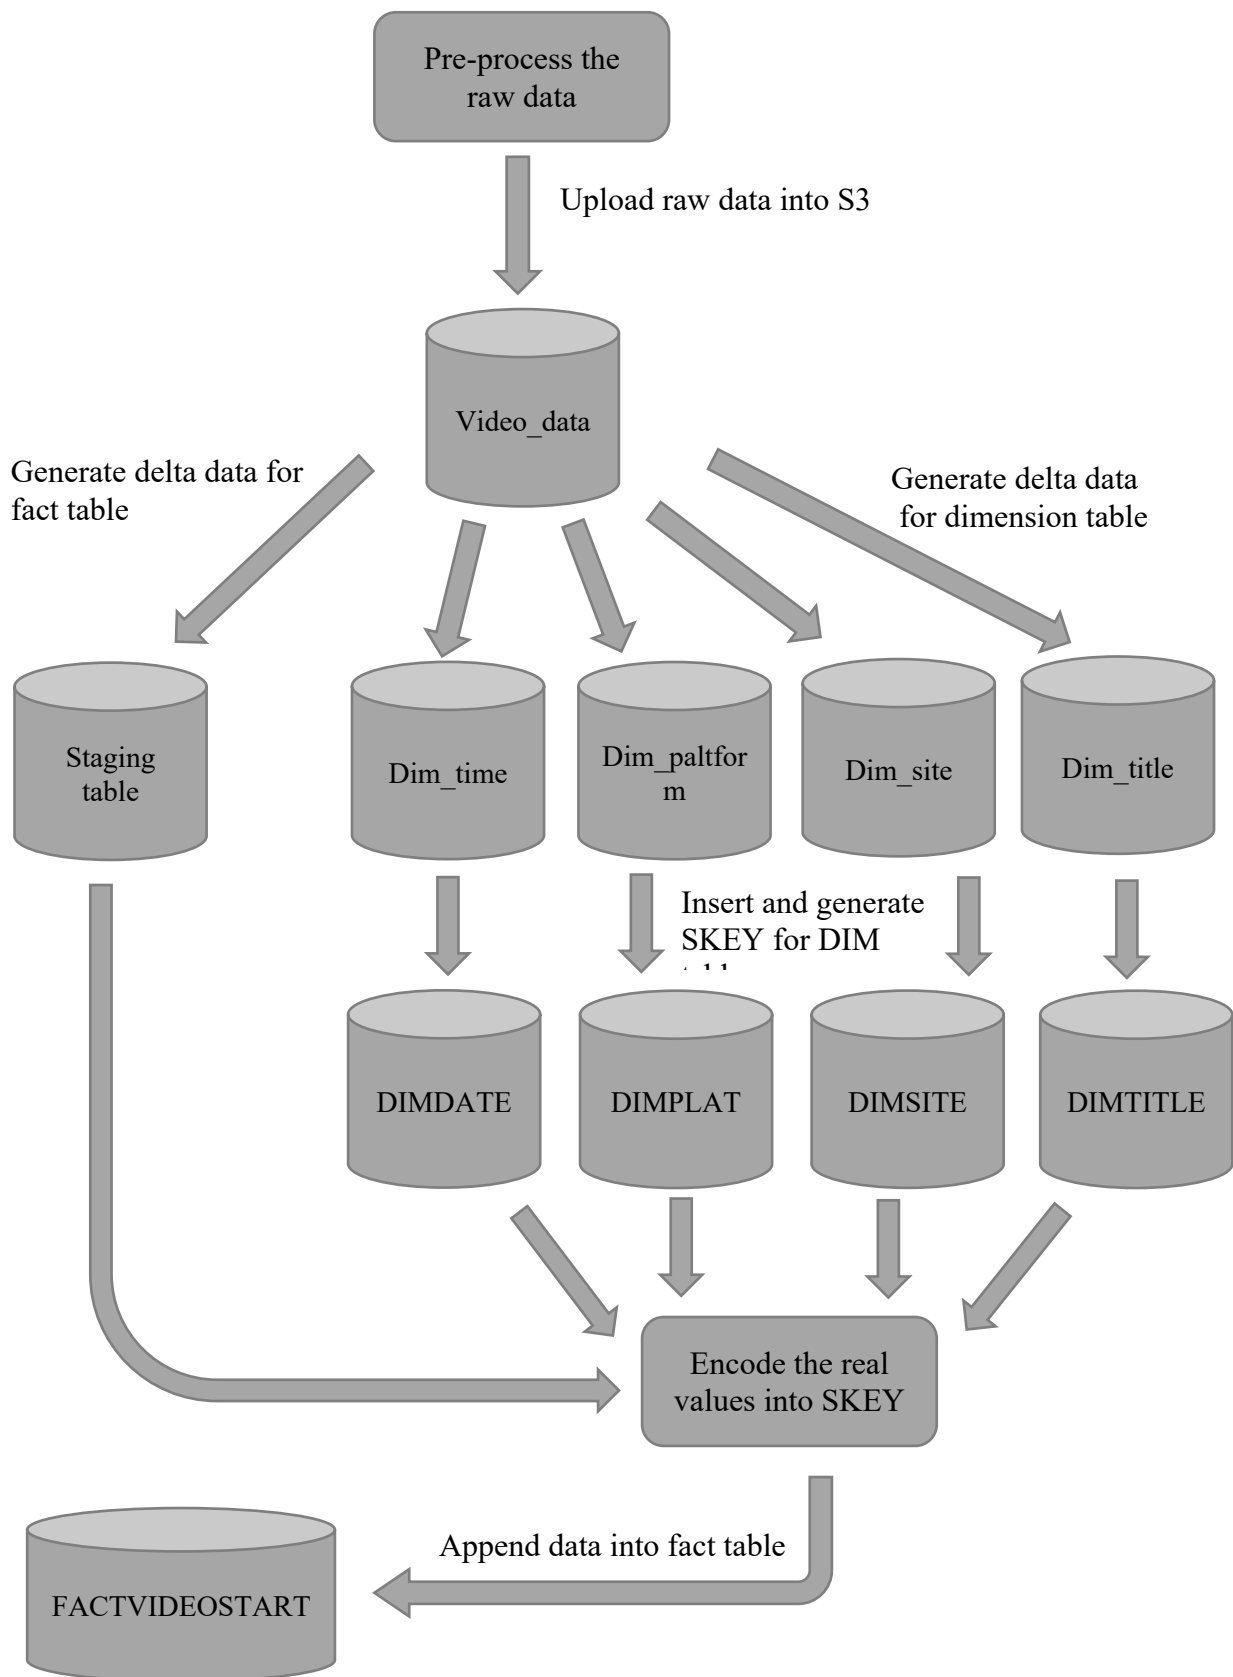 Pre-process the
raw data
Upload raw data into S3
Video_data
Generate delta data for
fact table
Generate delta data
for dimension table
Staging
table
Dim_time
Dim_paltfor
m
Dim_site
Dim_title
Insert and generate
SKEY for DIM
DIMDATE
DIMPLAT
DIMSITE
DIMTITLE
Encode the real
values into SKEY
Append data into fact table
FACTVIDEOSTART